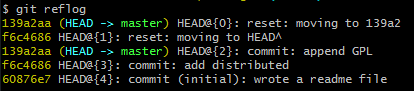 $ git reflog
139a2aa (HEAD -> master) HEAD@{0}: reset: moving to 139a2
f6c4686 HEAD@{1}: reset: moving to HEAD^
139a2aa (HEAD -> master) HEAD@{2}: commit: append GPL
f6c4686 HEAD@{3}: commit: add distributed
60876e7 HEAD@{4}: commit (initial): wrote a readme file